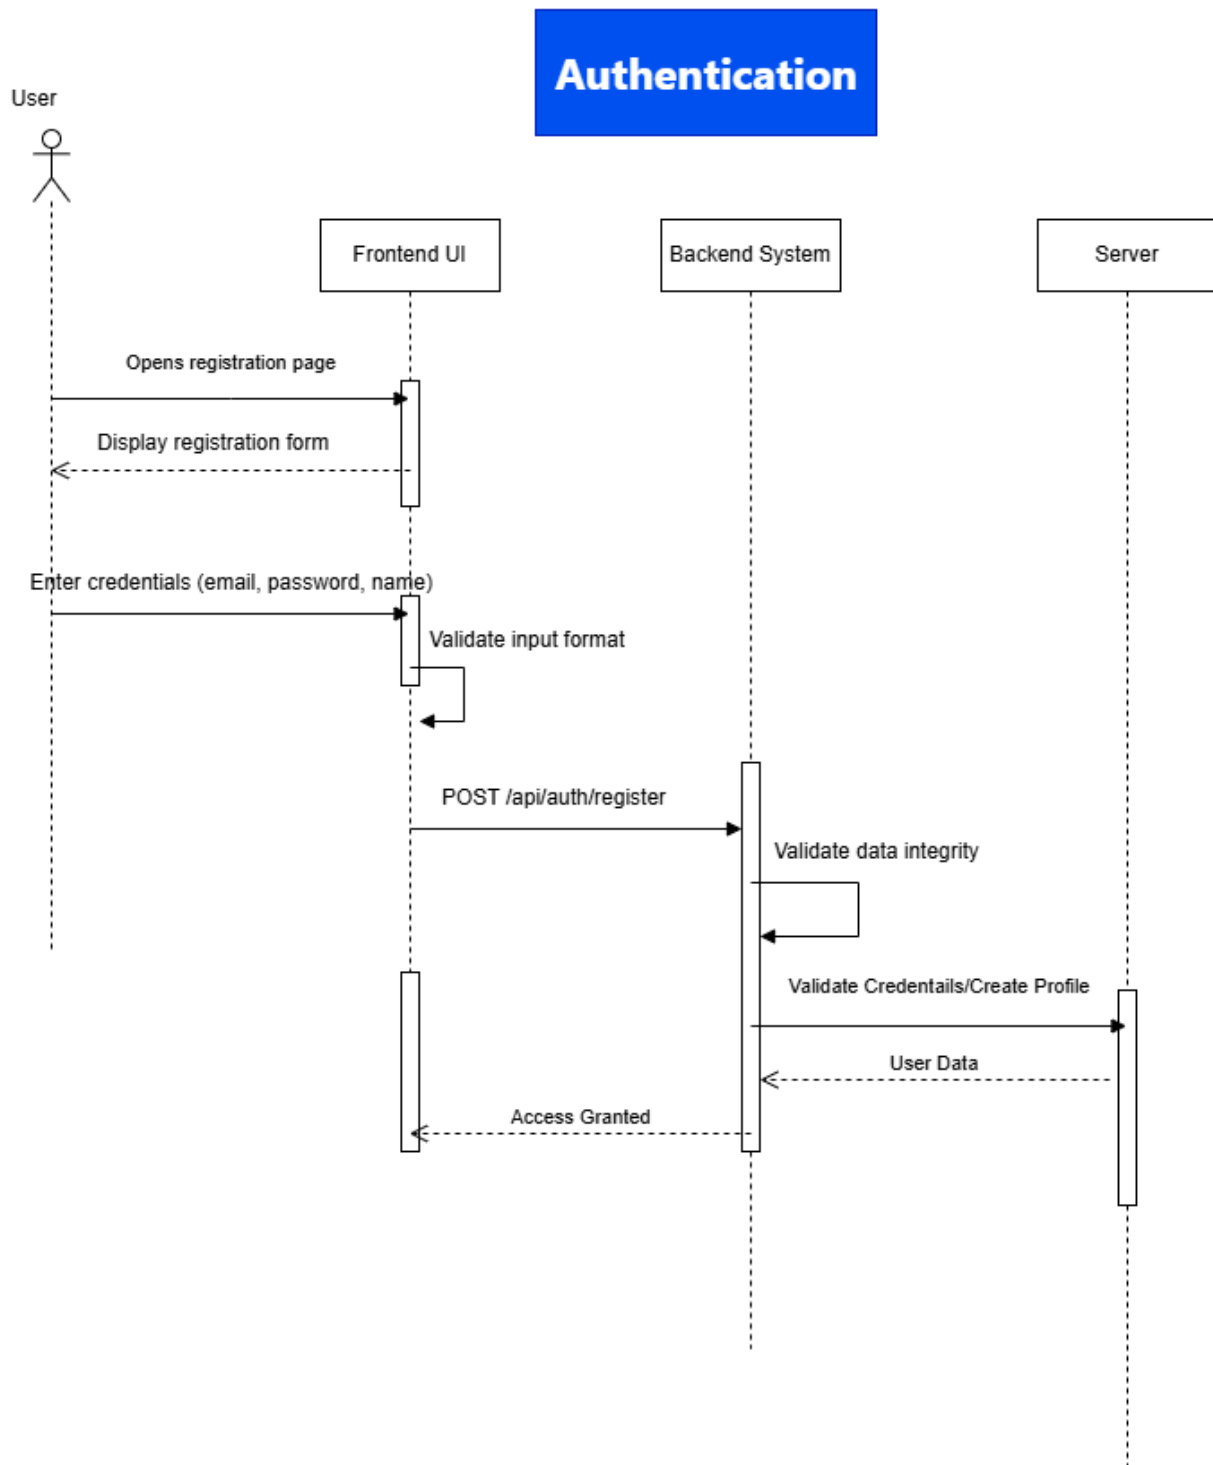 Authentication
User
Frontend UI
Backend System
Server
Opens registration page
Display registration form
Enter credentials (email, password, name)
Validate input format
POST /api/auth/register
Validate data integrity
Validate Credentails/Create Profile
User Data
Access Granted